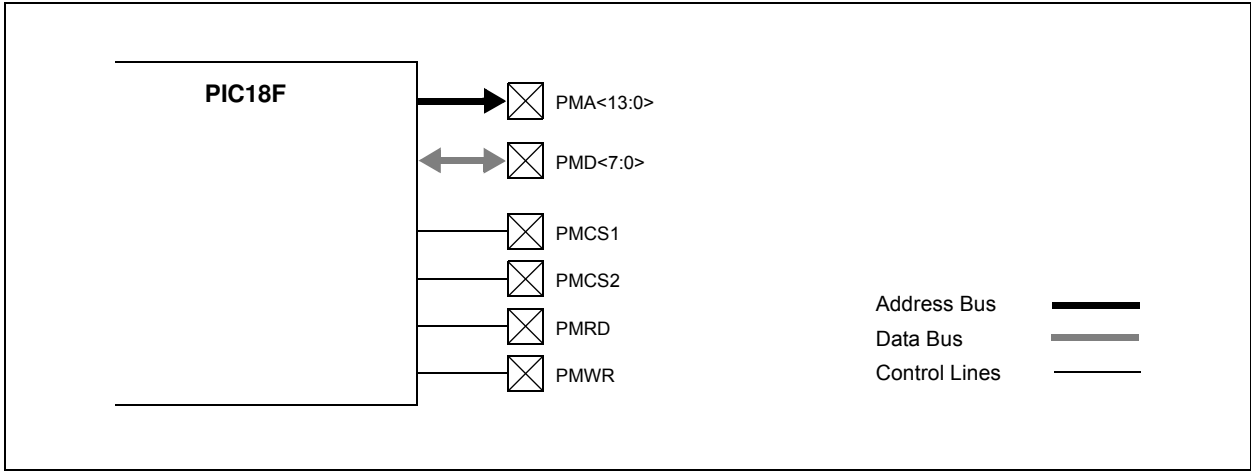 PIC18F
PMA<13:0>
PMD<7:0>
PMCS1
PMCS2
PMRD
PMWR
Address Bus
Data Bus
Control Lines